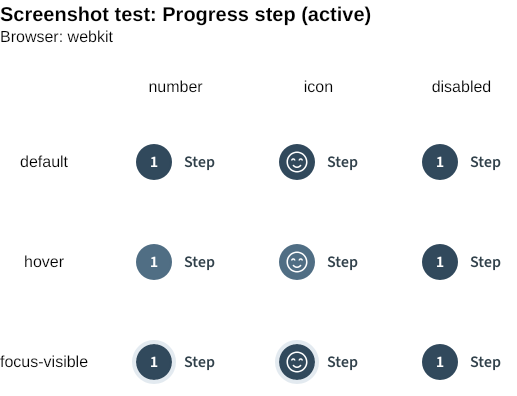 Screenshot test: Progress step (active)
Browser: webkit
number icon disabled
default 1 Step Step 1 Step
hover 1 Step Step 1 Step
focus-visible 1 Step Step 1 Step